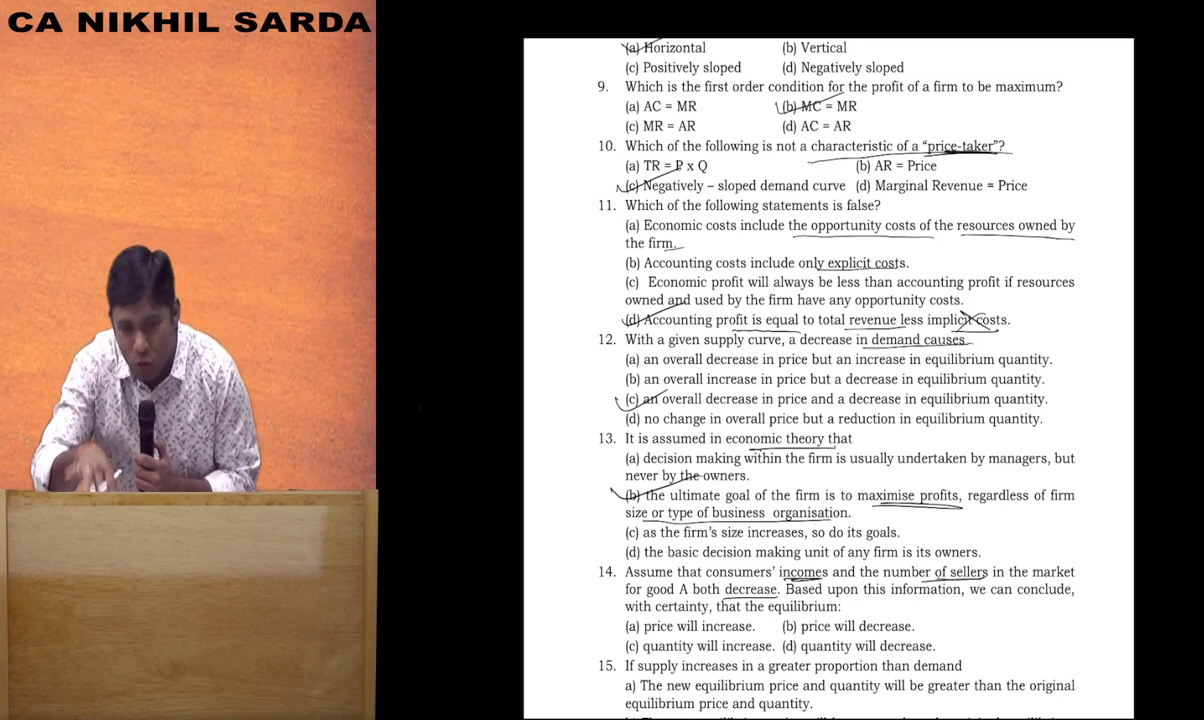 CA NIKHIL SARDA
(a) Horizontal (b) Vertical
(c) Positively sloped (d) Negatively sloped
9. Which is the first order condition for the profit of a firm to be maximum?
(a) AC = MR (b) MC = MR
(c) MR = AR (d) AC = AR
10. Which of the following is not a characteristic of a “price-taker”?
(a) TR = P x Q (b) AR = Price
(c) Negatively – sloped demand curve (d) Marginal Revenue = Price
11. Which of the following statements is false?
(a) Economic costs include the opportunity costs of the resources owned by
the firm.
(b) Accounting costs include only explicit costs.
(c) Economic profit will always be less than accounting profit if resources
owned and used by the firm have any opportunity costs.
(d) Accounting profit is equal to total revenue less implicit costs.
12. With a given supply curve, a decrease in demand causes
(a) an overall decrease in price but an increase in equilibrium quantity.
(b) an overall increase in price but a decrease in equilibrium quantity.
(c) an overall decrease in price and a decrease in equilibrium quantity.
(d) no change in overall price but a reduction in equilibrium quantity.
13. It is assumed in economic theory that
(a) decision making within the firm is usually undertaken by managers, but
never by the owners.
(b) the ultimate goal of the firm is to maximise profits, regardless of firm
size or type of business organisation.
(c) as the firm’s size increases, so do its goals.
(d) the basic decision making unit of any firm is its owners.
14. Assume that consumers’ incomes and the number of sellers in the market
for good A both decrease. Based upon this information, we can conclude,
with certainty, that the equilibrium:
(a) price will increase. (b) price will decrease.
(c) quantity will increase. (d) quantity will decrease.
15. If supply increases in a greater proportion than demand
a) The new equilibrium price and quantity will be greater than the original
equilibrium price and quantity.